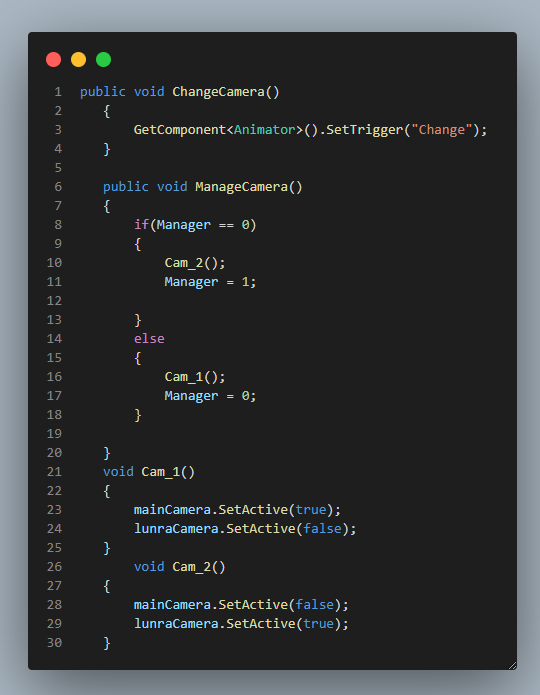 1 public void ChangeCamera()
2 {
3 GetComponent<Animator>().SetTrigger("Change");
4 }
5
6 public void ManageCamera()
7 {
8 if(Manager == 0)
9 {
10 Cam_2();
11 Manager = 1;
12
13 }
14 else
15 {
16 Cam_1();
17 Manager = 0;
18 }
19
20 }
21 void Cam_1()
22 {
23 mainCamera.SetActive(true);
24 lunraCamera.SetActive(false);
25 }
26 void Cam_2()
27 {
28 mainCamera.SetActive(false);
29 lunraCamera.SetActive(true);
30 }